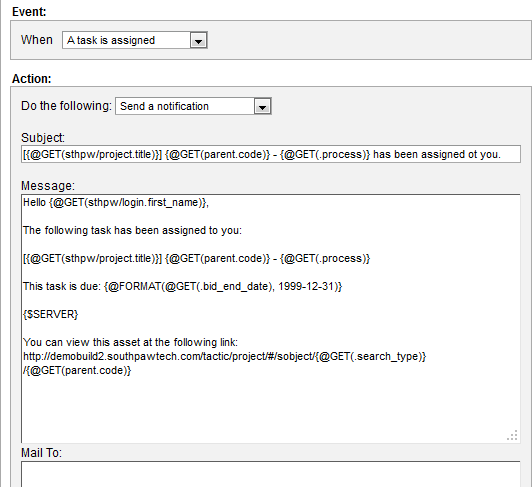 Event:
When A task is assigned
Action:
Do the following: Send a notification
Subject:
[{@GET(sthpw/project.title)}] {@GET(parent.code)} - {@GET(.process)} has been assigned ot you.
Message:
Hello {@GET(sthpw/login.first_name)},
The following task has been assigned to you:
[{@GET(sthpw/project.title)}] {@GET(parent.code)} - {@GET(.process)}
This task is due: {@FORMAT(@GET(.bid_end_date), 1999-12-31)}
{$SERVER}
You can view this asset at the following link:
http://demobuild2.southpawtech.com/tactic/project/#/sobject/{@GET(.search_type)}
/{@GET(parent.code)}
Mail To: